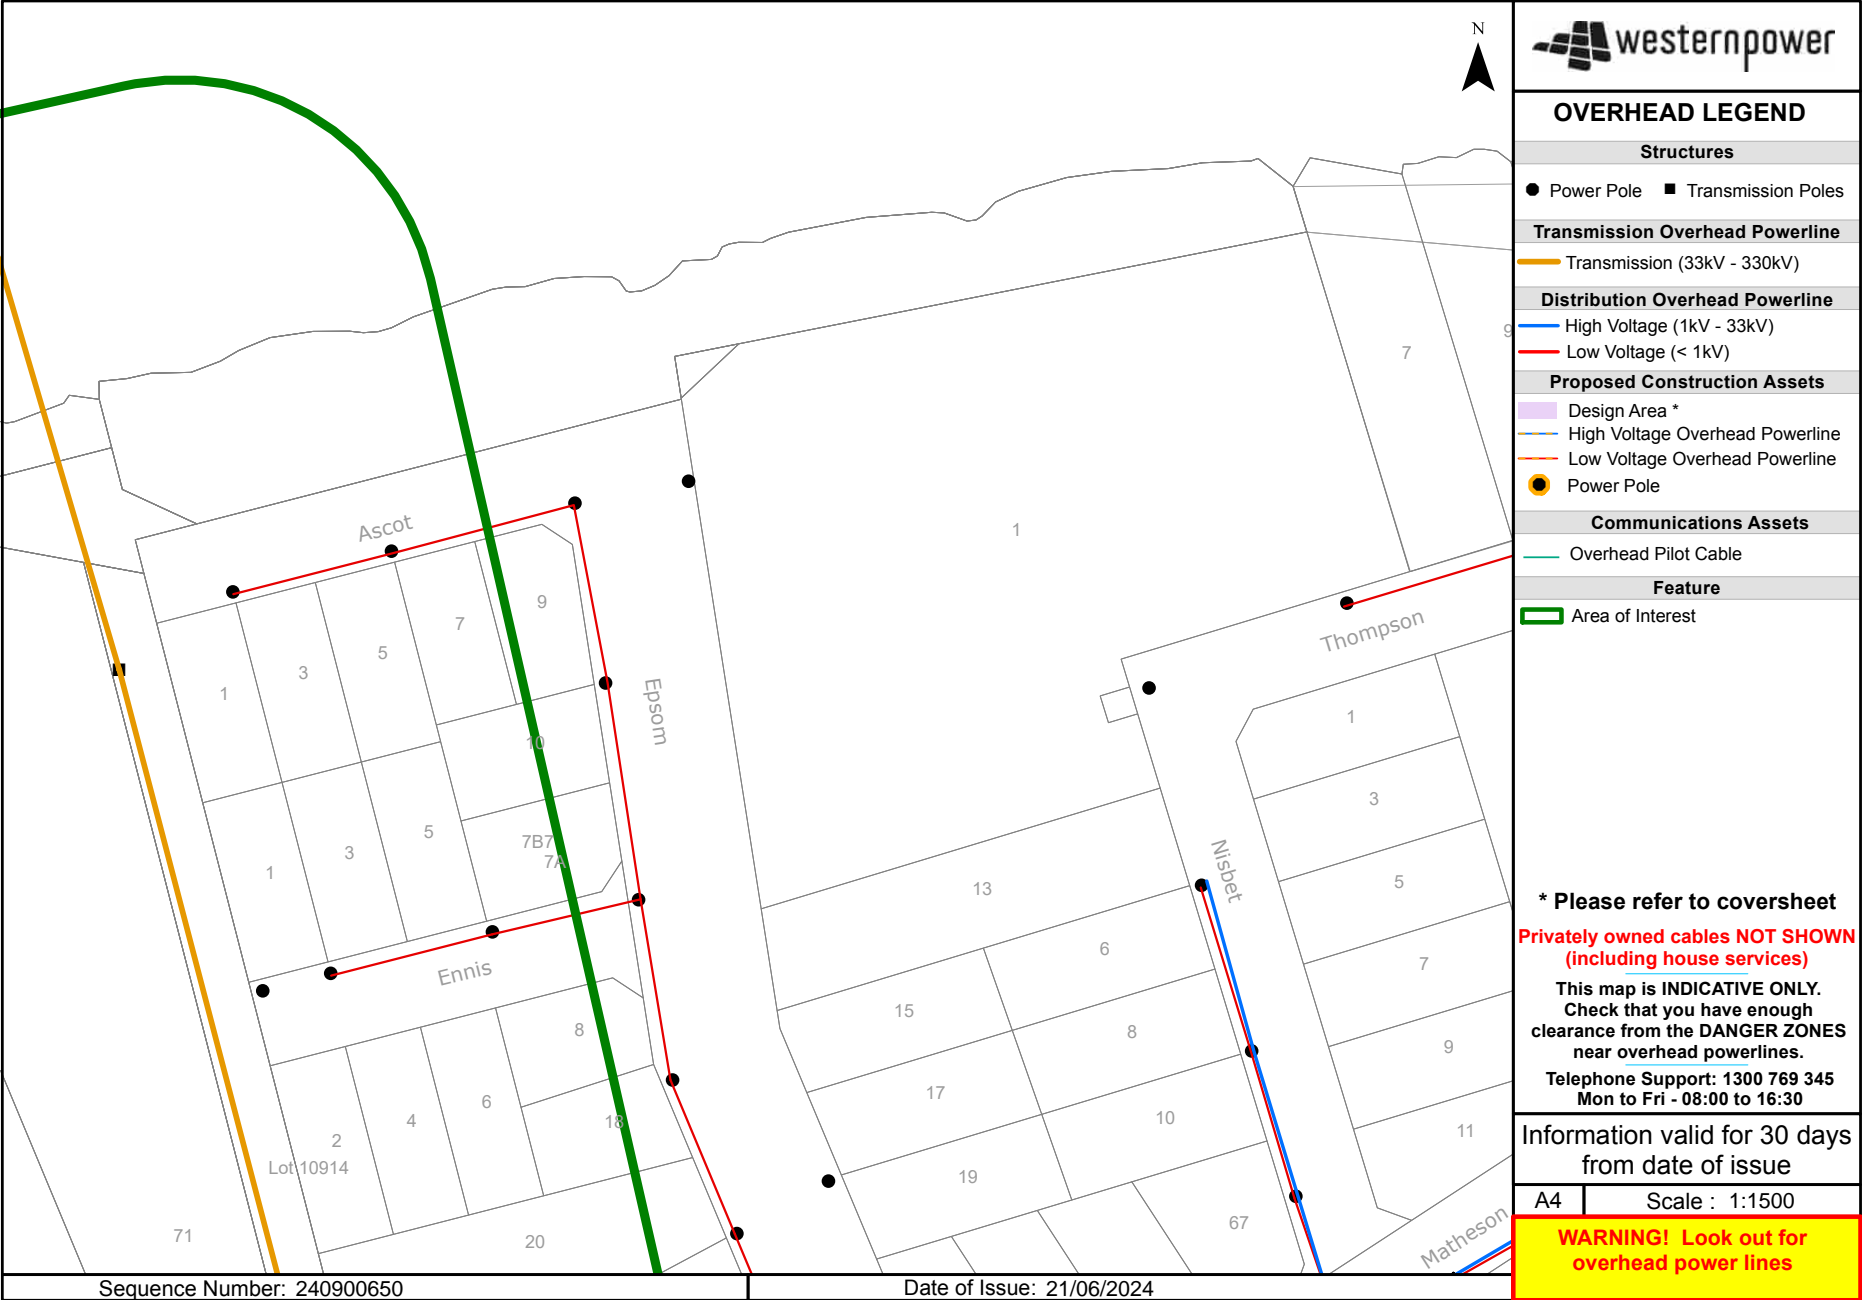 N
Ascot
Epsom
Ennis
Thompson
Nisbet
Matheson
1
3
5
7
9
10
1
3
5
7B7
7A
8
2
4
6
18
Lot 10914
71
20
1
7
9
13
15
17
19
6
8
10
67
1
3
5
7
9
11
westernpower
OVERHEAD LEGEND
Structures
Power Pole Transmission Poles
Transmission Overhead Powerline
Transmission (33kV - 330kV)
Distribution Overhead Powerline
High Voltage (1kV - 33kV)
Low Voltage (< 1kV)
Proposed Construction Assets
Design Area *
High Voltage Overhead Powerline
Low Voltage Overhead Powerline
Power Pole
Communications Assets
Overhead Pilot Cable
Feature
Area of Interest
* Please refer to coversheet
Privately owned cables NOT SHOWN
(including house services)
This map is INDICATIVE ONLY.
Check that you have enough
clearance from the DANGER ZONES
near overhead powerlines.
Telephone Support: 1300 769 345
Mon to Fri - 08:00 to 16:30
Information valid for 30 days
from date of issue
A4 Scale : 1:1500
WARNING! Look out for
overhead power lines
Sequence Number: 240900650 Date of Issue: 21/06/2024